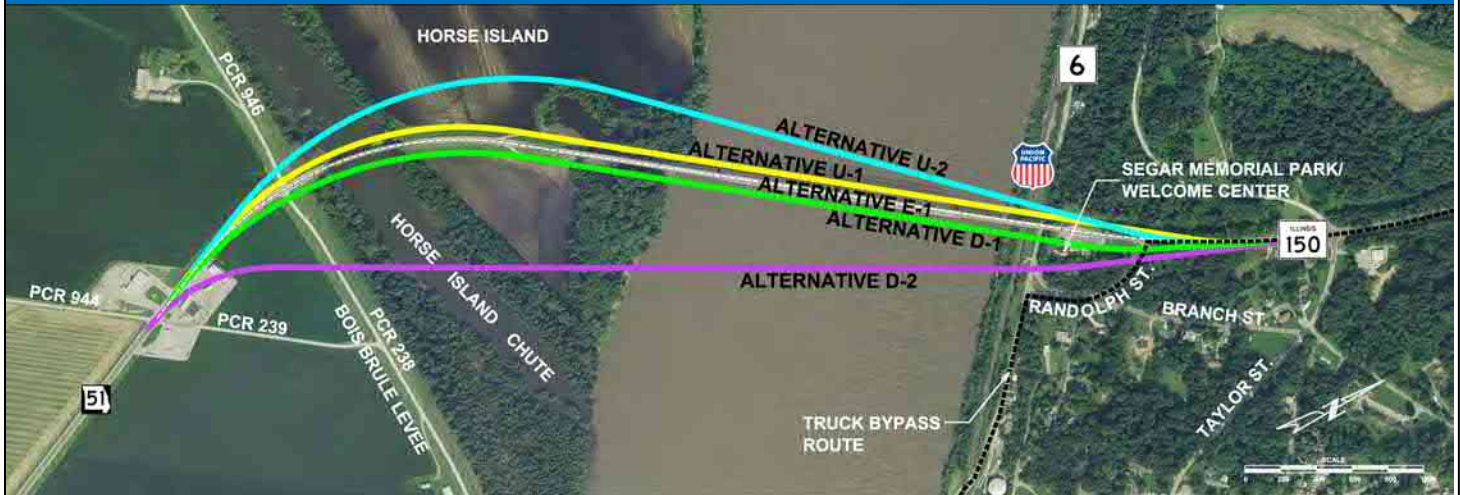 HORSE ISLAND
PCR 946
6
ALTERNATIVE U-2
UNION
PACIFIC
ALTERNATIVE U-1
SEGAR MEMORIAL PARK/
WELCOME CENTER
ALTERNATIVE E-1
ALTERNATIVE D-1
ILLINOIS
150
HORSE ISLAND CHUTE
ALTERNATIVE D-2
RANDOLPH ST.
PCR 944
PCR 239
BRANCH ST
PCR 238
BOIS BRULE LEVEE
TAYLOR ST.
51
TRUCK BYPASS
ROUTE
SCALE
0